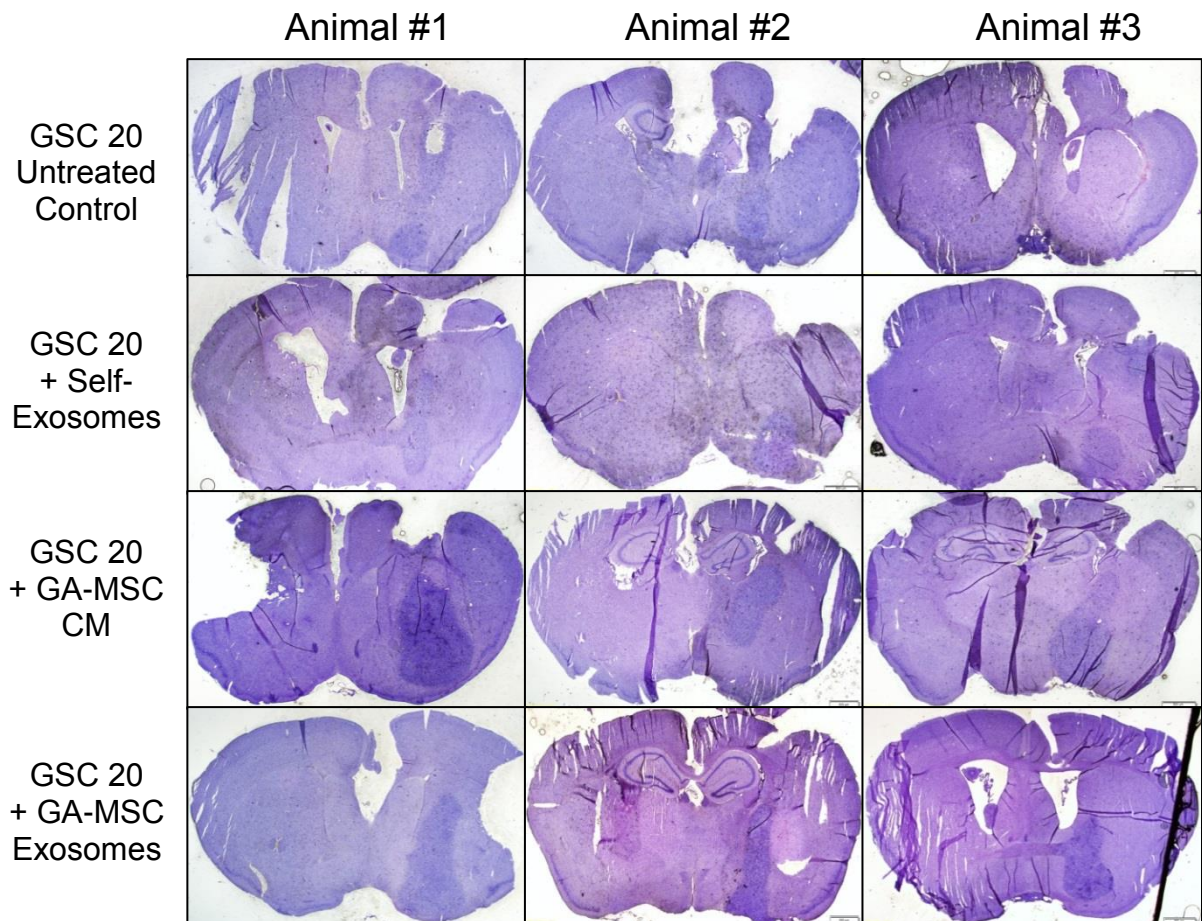 Animal #1
Animal #2
Animal #3
GSC 20
Untreated
Control
GSC 20
+ Self-
Exosomes
GSC 20
+ GA-MSC
CM
GSC 20
+ GA-MSC
Exosomes